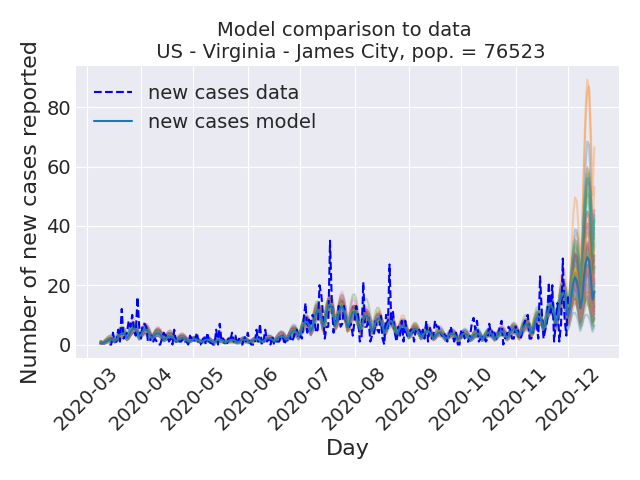 Model comparison to data
US - Virginia - James City, pop. = 76523
Number of new cases reported
new cases data
new cases model
80
60
40
20
0
2020-03
2020-04
2020-05
2020-06
2020-07
2020-08
2020-09
2020-10
2020-11
2020-12
Day